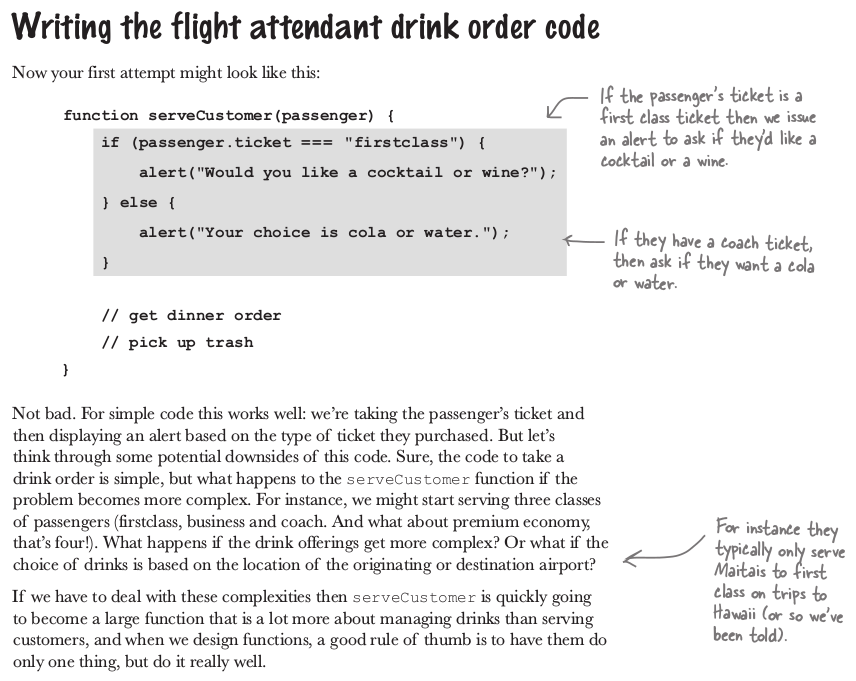 Writing the flight attendant drink order code
Now your first attempt might look like this:
function serveCustomer(passenger) {
if (passenger.ticket === "firstclass") {
alert("Would you like a cocktail or wine?");
} else {
alert("Your choice is cola or water.");
}
// get dinner order
// pick up trash
}
If the passenger's ticket is a
first class ticket then we issue
an alert to ask if they'd like a
cocktail or a wine.
If they have a coach ticket,
then ask if they want a cola
or water.
Not bad. For simple code this works well: we're taking the passenger's ticket and
then displaying an alert based on the type of ticket they purchased. But let's
think through some potential downsides of this code. Sure, the code to take a
drink order is simple, but what happens to the serveCustomer function if the
problem becomes more complex. For instance, we might start serving three classes
of passengers (firstclass, business and coach. And what about premium economy,
that's four!). What happens if the drink offerings get more complex? Or what if the
choice of drinks is based on the location of the originating or destination airport?
For instance they
typically only serve
Maitais to first
class on trips to
Hawaii (or so we've
been told).
If we have to deal with these complexities then serveCustomer is quickly going
to become a large function that is a lot more about managing drinks than serving
customers, and when we design functions, a good rule of thumb is to have them do
only one thing, but do it really well.